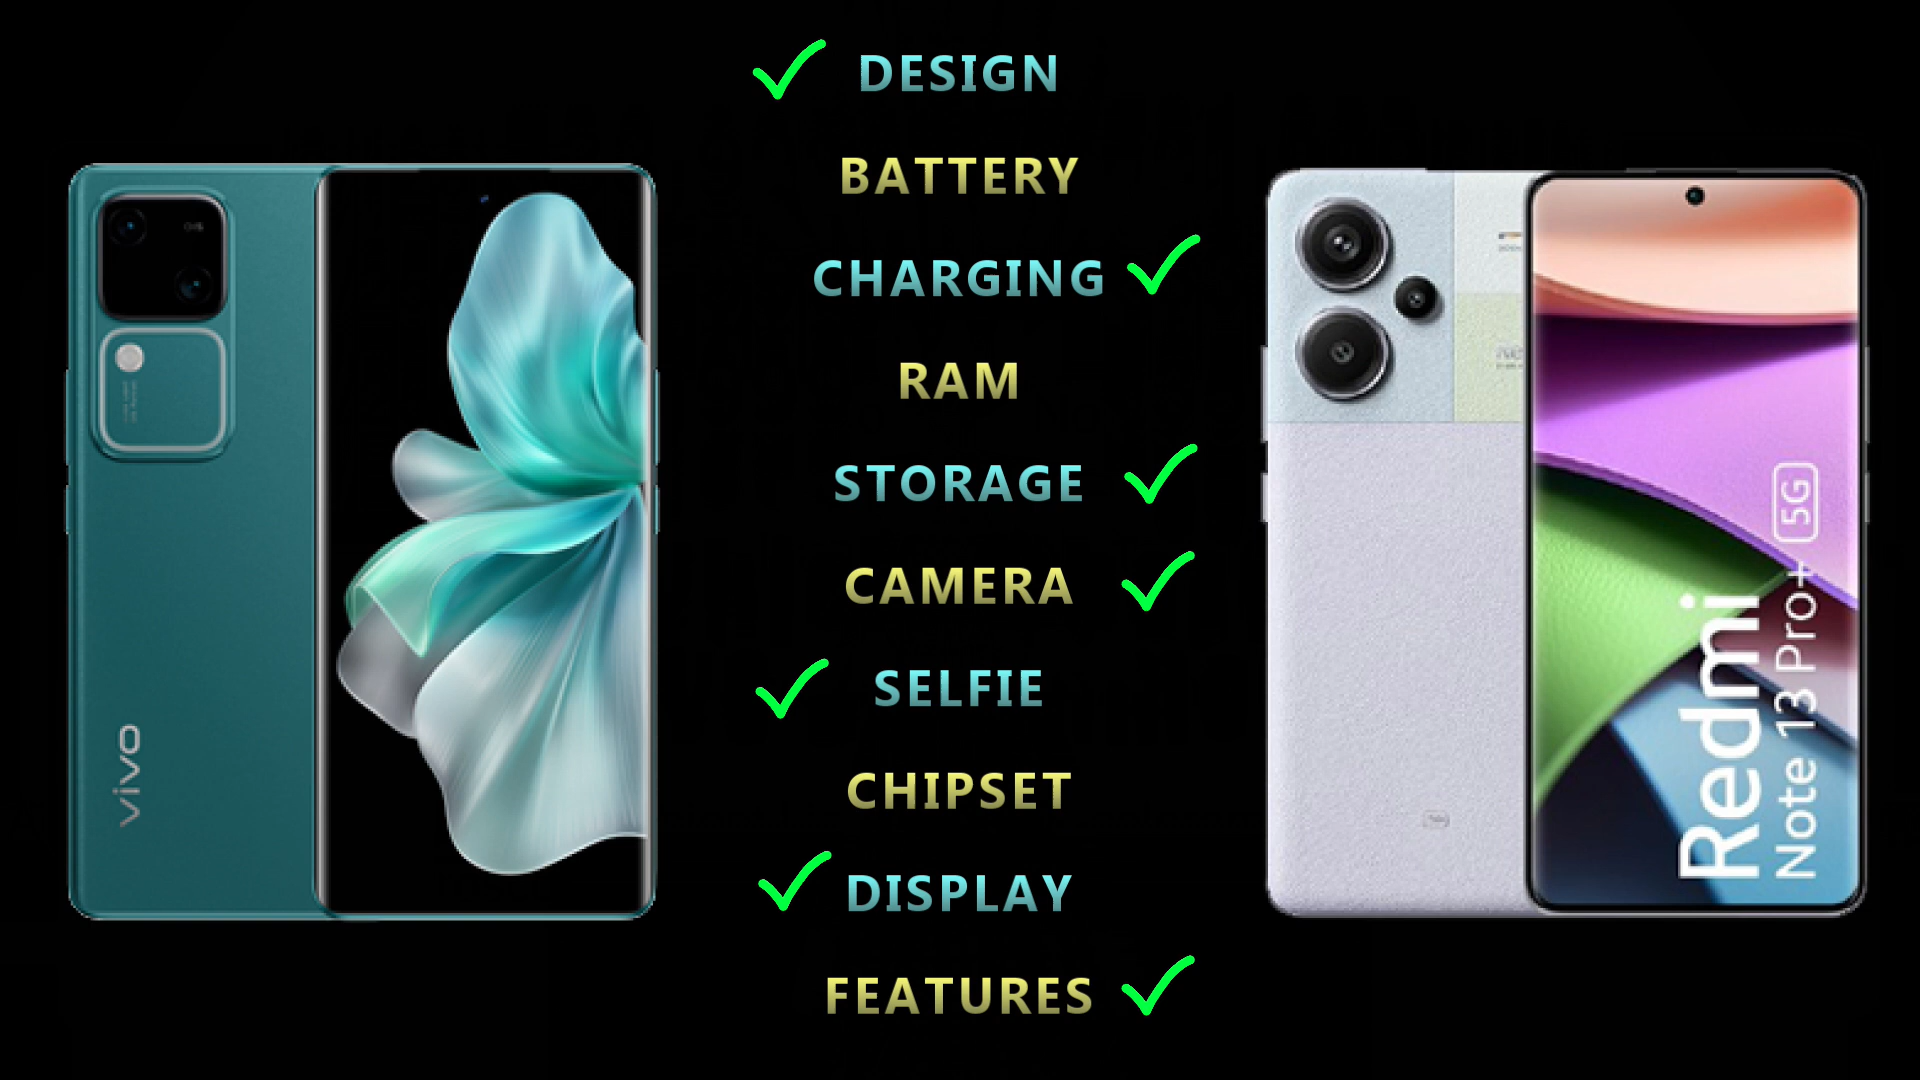 DESIGN
BATTERY
CHARGING
RAM
STORAGE
CAMERA
SELFIE
CHIPSET
DISPLAY
FEATURES
vivo
Redmi
Note 13 Pro+ 5G